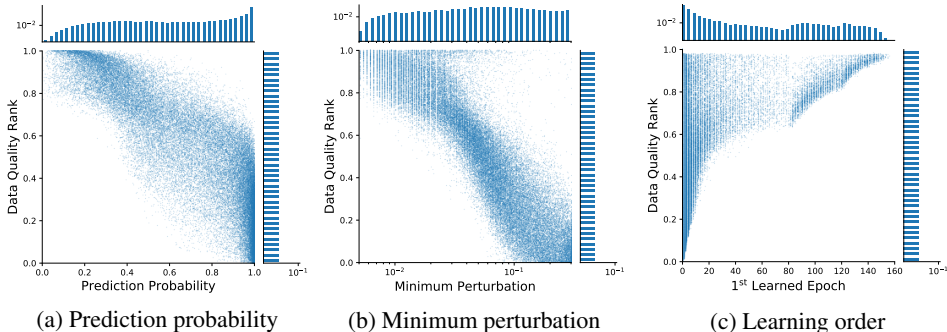 10⁻²
10⁻²
10⁻²
1.0
0.8
0.6
0.4
0.2
0.0
Data Quality Rank
0.0 0.2 0.4 0.6 0.8 1.0 10⁻¹
Prediction Probability
1.0
0.8
0.6
0.4
0.2
0.0
Data Quality Rank
10⁻² 10⁻¹ 10⁻¹
Minimum Perturbation
1.0
0.8
0.6
0.4
0.2
0.0
Data Quality Rank
0 20 40 60 80 100 120 140 160 10⁻¹
1ˢᵗ Learned Epoch
(a) Prediction probability
(b) Minimum perturbation
(c) Learning order